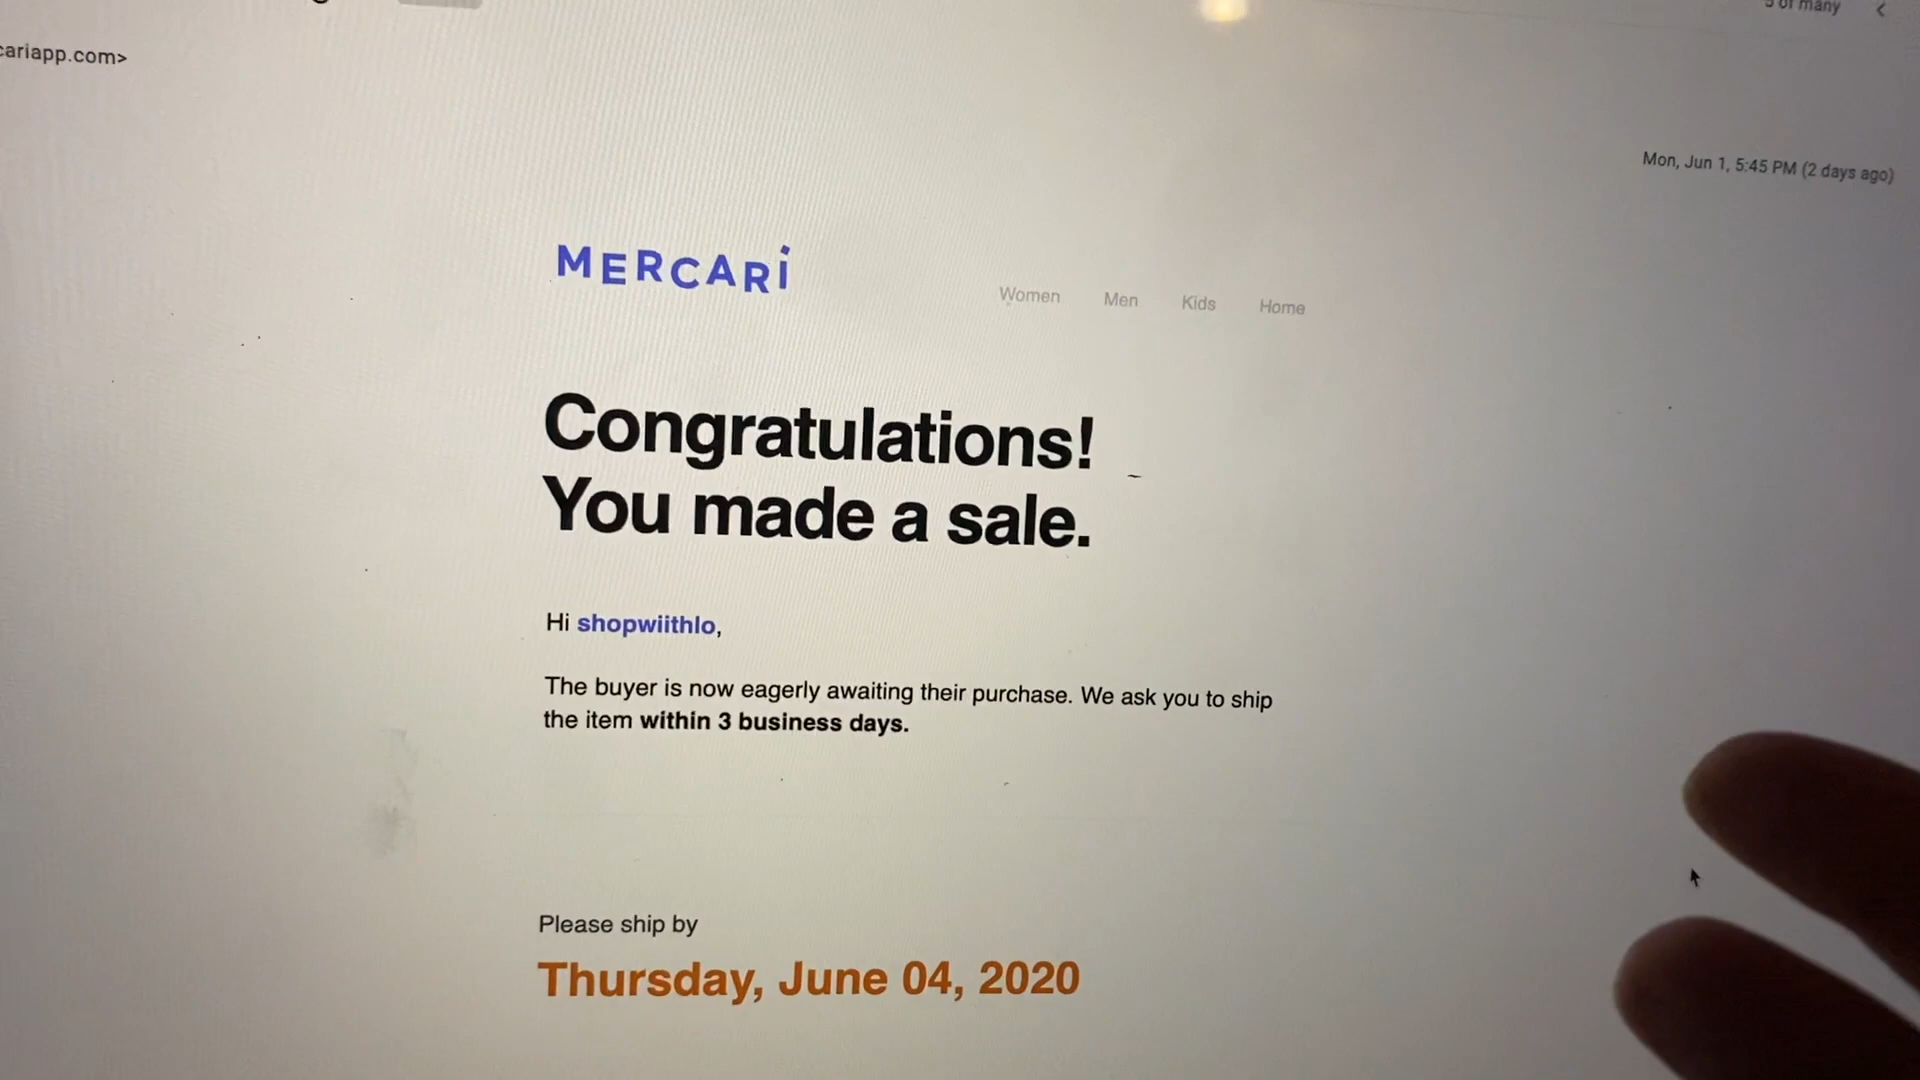 of many
cariapp.com>
Mon, Jun 1, 5:45 PM (2 days ago)
MERCARI
Women Men Kids Home
Congratulations!
You made a sale.
Hi shopwiithlo,
The buyer is now eagerly awaiting their purchase. We ask you to ship
the item within 3 business days.
Please ship by
Thursday, June 04, 2020